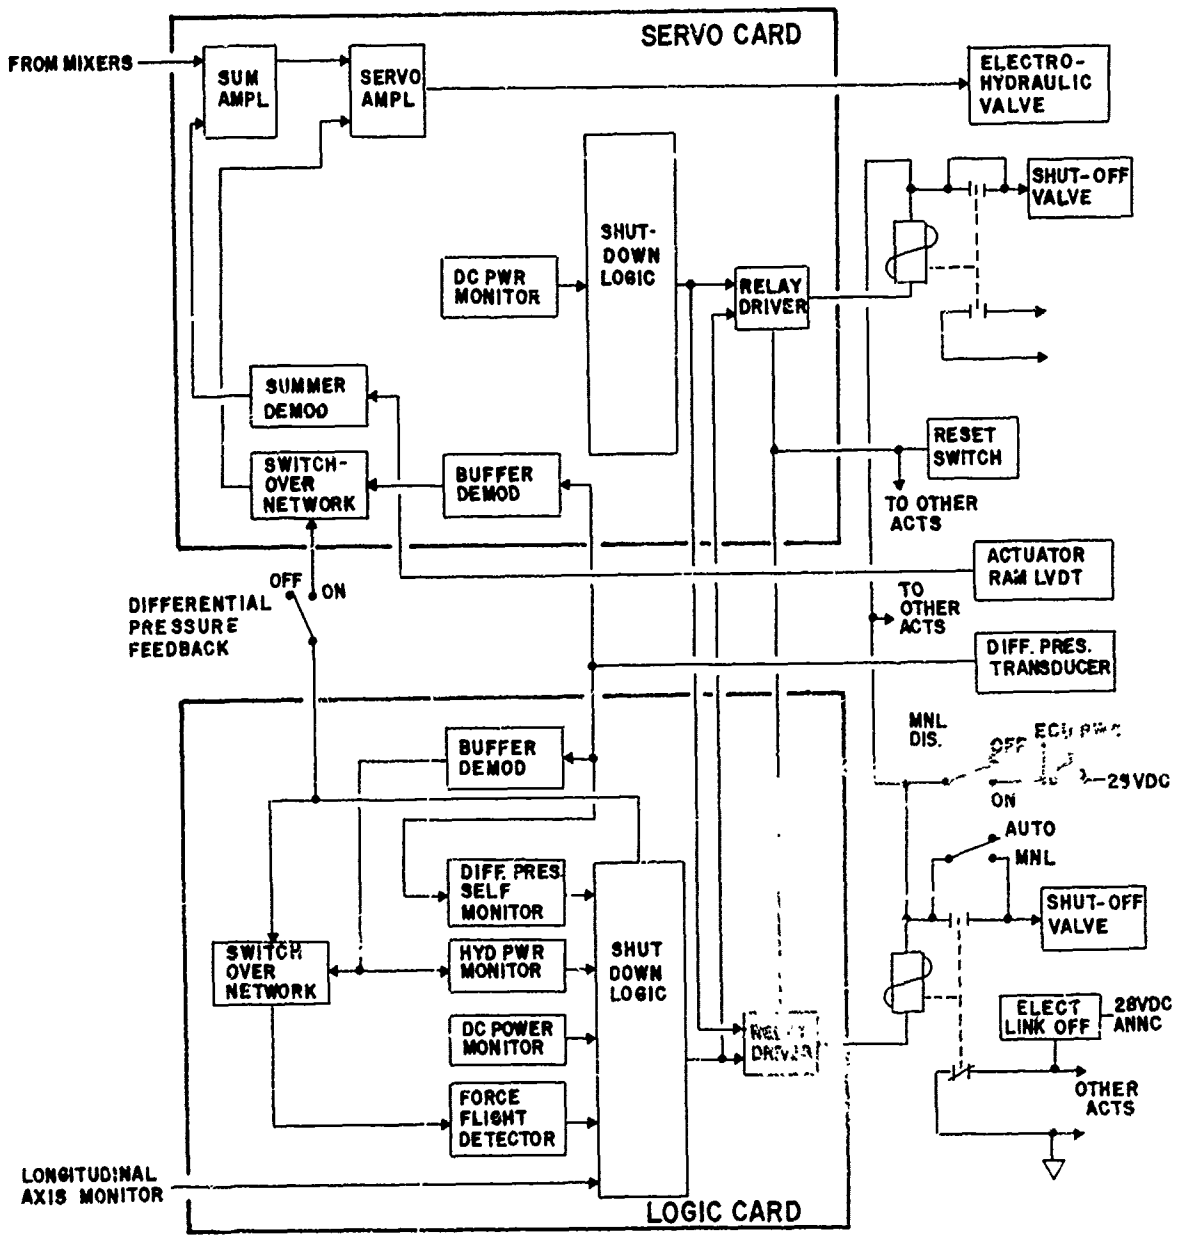 SERVO CARD
FROM MIXERS
SUM
AMPL
SERVO
AMPL
ELECTRO-
HYDRAULIC
VALVE
SHUT-OFF
VALVE
SHUT-
DOWN
LOGIC
DC PWR
MONITOR
RELAY
DRIVER
SUMMER
DEMOD
SWITCH-
OVER
NETWORK
BUFFER
DEMOD
RESET
SWITCH
TO OTHER
ACTS
ACTUATOR
RAM LVDT
OFF
ON
DIFFERENTIAL
PRESSURE
FEEDBACK
TO
OTHER
ACTS
DIFF. PRES.
TRANSDUCER
BUFFER
DEMOD
MNL
DIS.
OFF
ECU PWR
28VDC
ON
AUTO
MNL
DIFF. PRES.
SELF
MONITOR
SHUT-OFF
VALVE
SWITCH
OVER
NETWORK
HYD PWR
MONITOR
SHUT
DOWN
LOGIC
DC POWER
MONITOR
RELAY
DRIVER
ELECT
LINK OFF
28VDC
ANNC
FORCE
FLIGHT
DETECTOR
OTHER
ACTS
LONGITUDINAL
AXIS MONITOR
LOGIC CARD